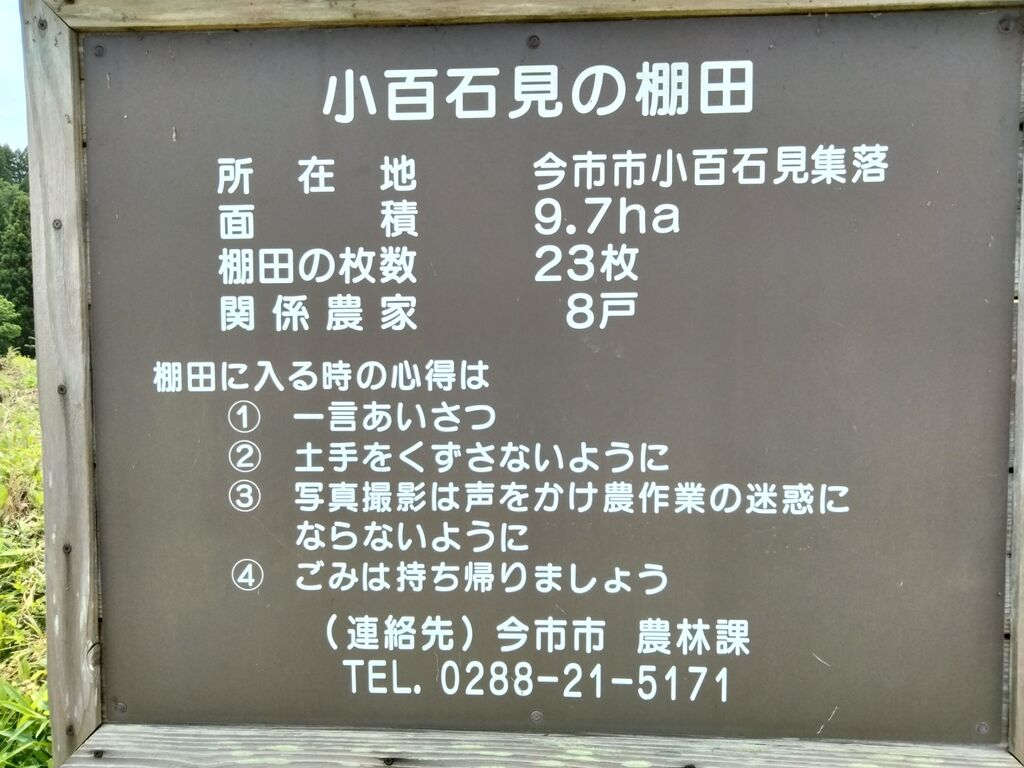 小百石見の棚田
所在地 今市市小百石見集落
面積 9.7ha
棚田の枚数 23枚
関係農家 8戸
棚田に入る時の心得は
① 一言あいさつ
② 土手をくずさないように
③ 写真撮影は声をかけ農作業の迷惑に
ならないように
④ ごみは持ち帰りましょう
(連絡先)今市市 農林課
TEL.0288-21-5171